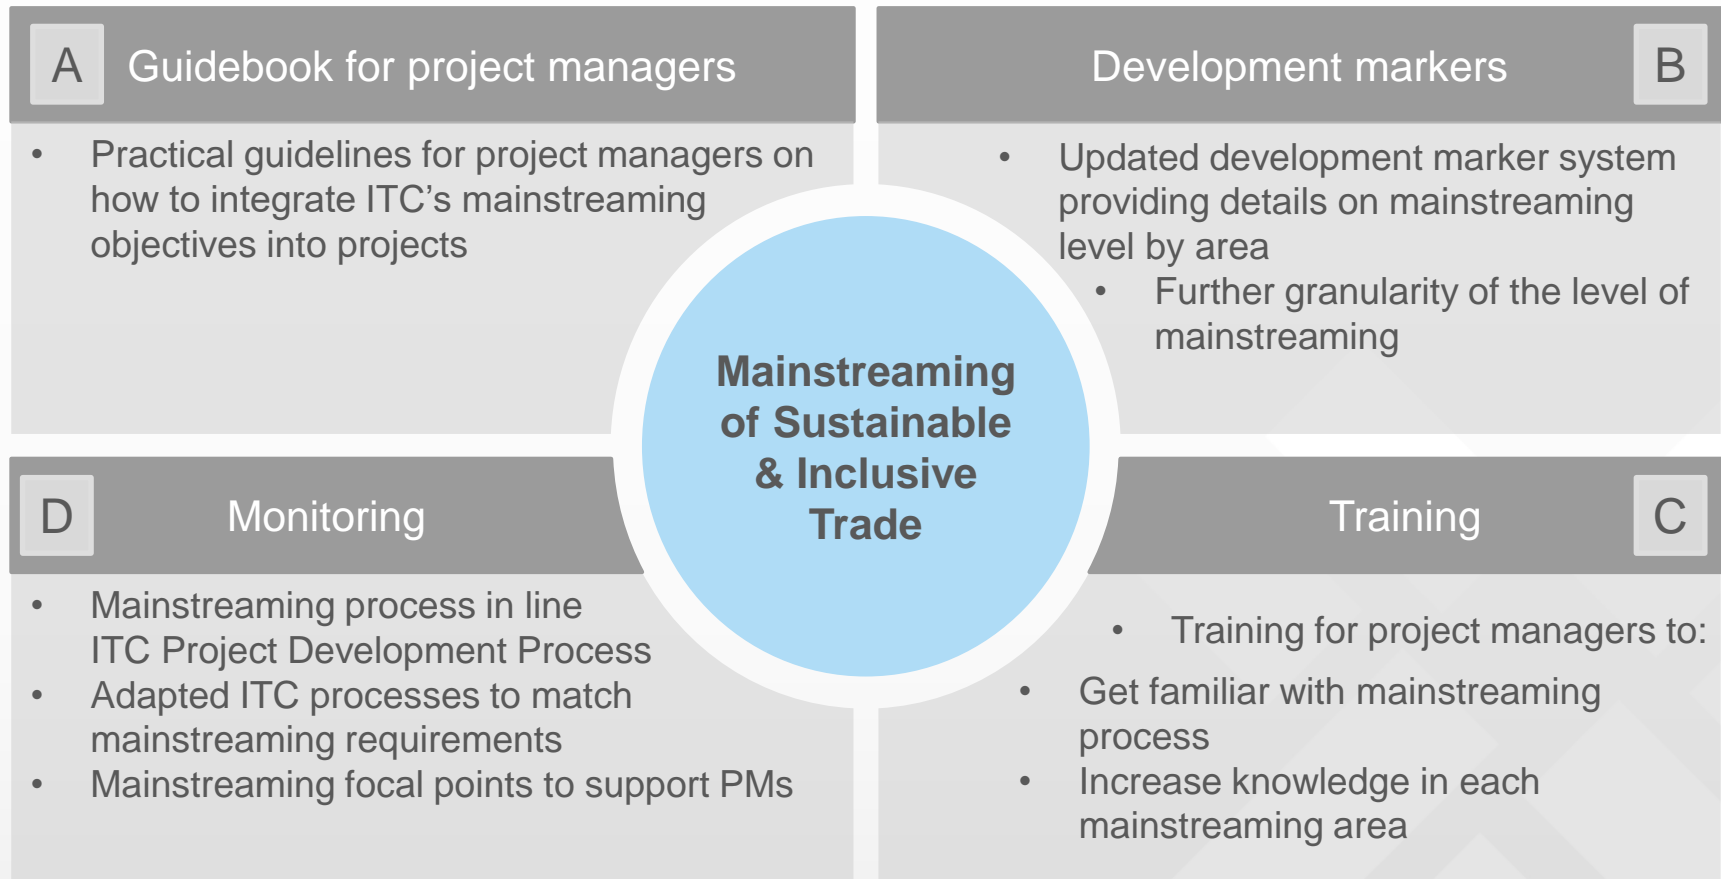 A
Guidebook for project managers
• Practical guidelines for project managers on
how to integrate ITC’s mainstreaming
objectives into projects
Development markers
B
• Updated development marker system
providing details on mainstreaming
level by area
• Further granularity of the level of
mainstreaming
Mainstreaming
of Sustainable
& Inclusive
Trade
D
Monitoring
• Mainstreaming process in line
ITC Project Development Process
• Adapted ITC processes to match
mainstreaming requirements
• Mainstreaming focal points to support PMs
Training
C
• Training for project managers to:
• Get familiar with mainstreaming
process
• Increase knowledge in each
mainstreaming area